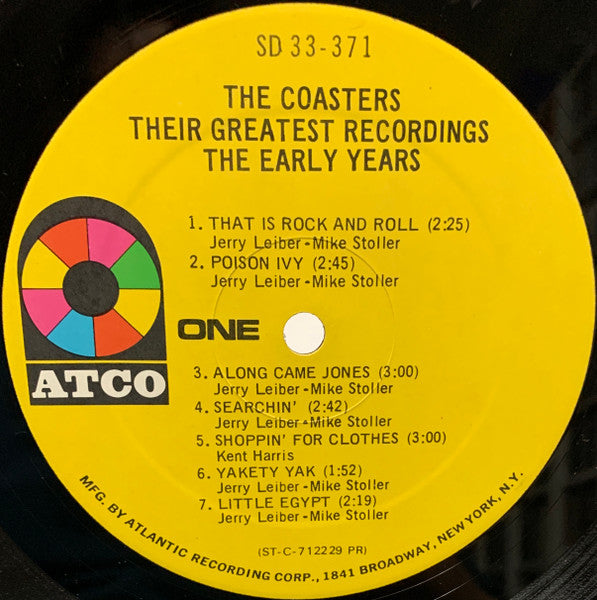 SD 33-371
THE COASTERS
THEIR GREATEST RECORDINGS
THE EARLY YEARS
1. THAT IS ROCK AND ROLL (2:25)
Jerry Leiber-Mike Stoller
2. POISON IVY (2:45)
Jerry Leiber-Mike Stoller
ONE
ATCO
3. ALONG CAME JONES (3:00)
Jerry Leiber-Mike Stoller
4. SEARCHIN' (2:42)
Jerry Leiber-Mike Stoller
5. SHOPPIN' FOR CLOTHES (3:00)
Kent Harris
6. YAKETY YAK (1:52)
Jerry Leiber-Mike Stoller
7. LITTLE EGYPT (2:19)
Jerry Leiber-Mike Stoller
(ST-C-712229 PR)
MFG. BY ATLANTIC RECORDING CORP., 1841 BROADWAY, NEW YORK, N.Y.